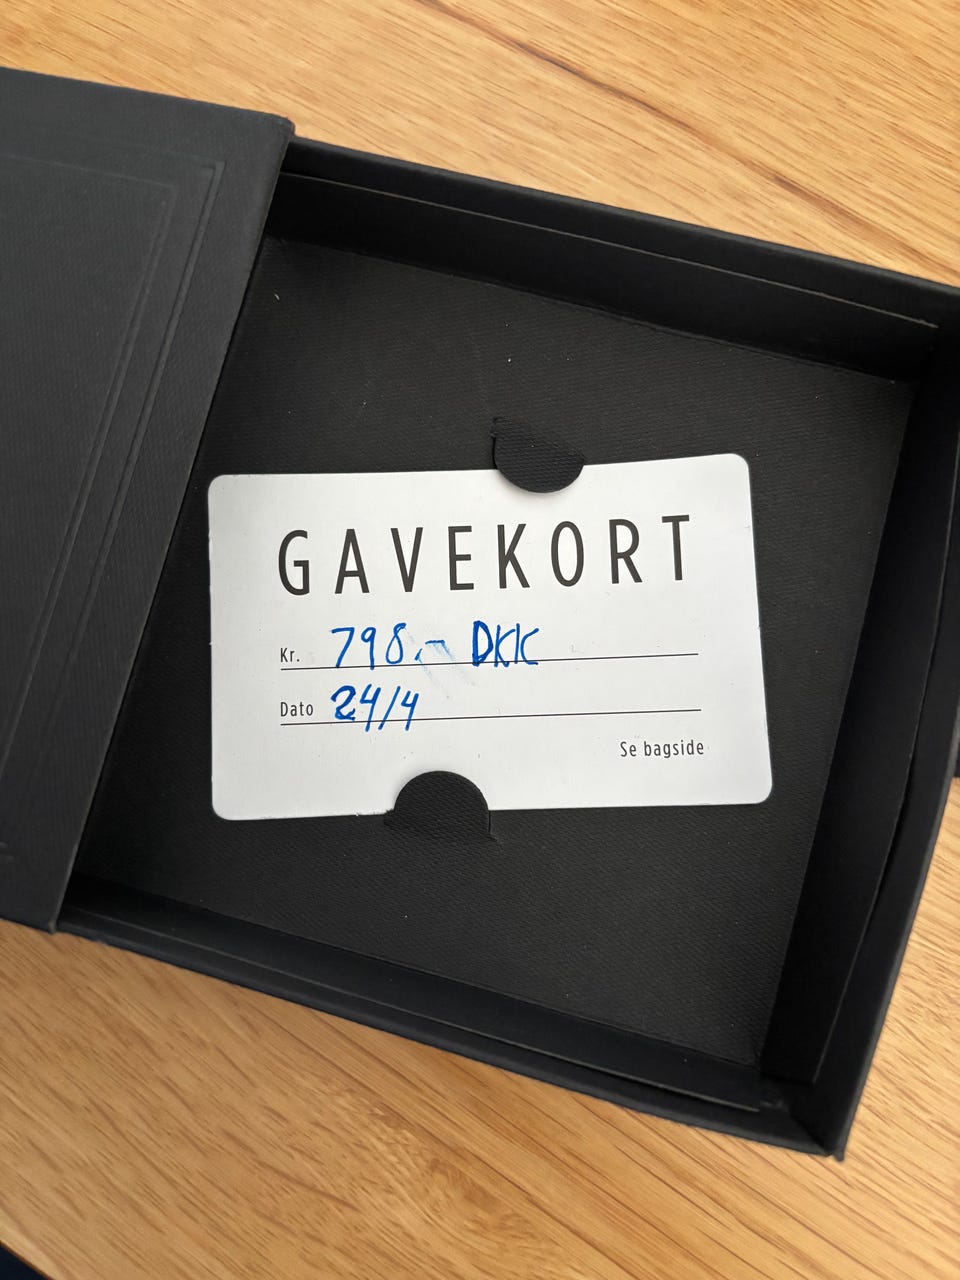 GAVEKORT
Kr. 798,- DKK
Dato 24/4
Se bagside